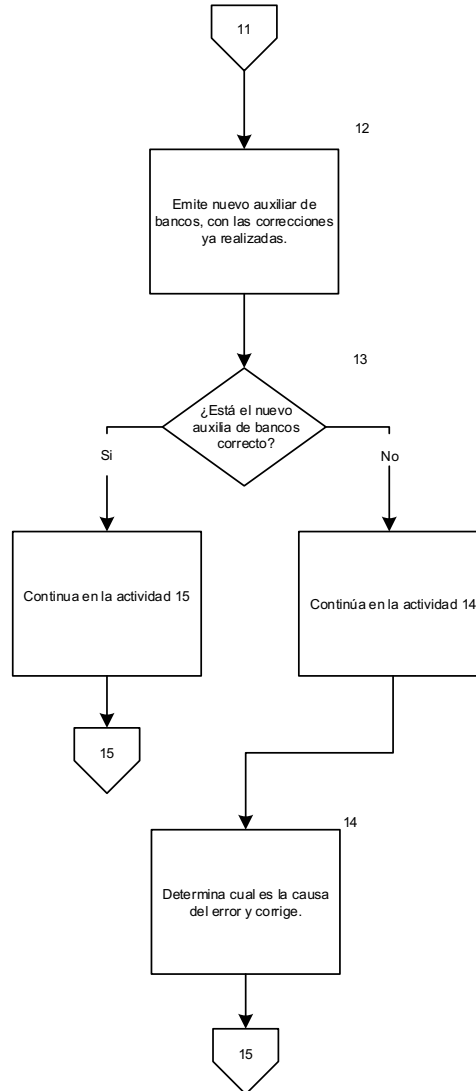 11
12
Emite nuevo auxiliar de
bancos, con las correcciones
ya realizadas.
13
¿Está el nuevo
auxilia de bancos
correcto?
Si
No
Continua en la actividad 15
Continúa en la actividad 14
15
14
Determina cual es la causa
del error y corrige.
15